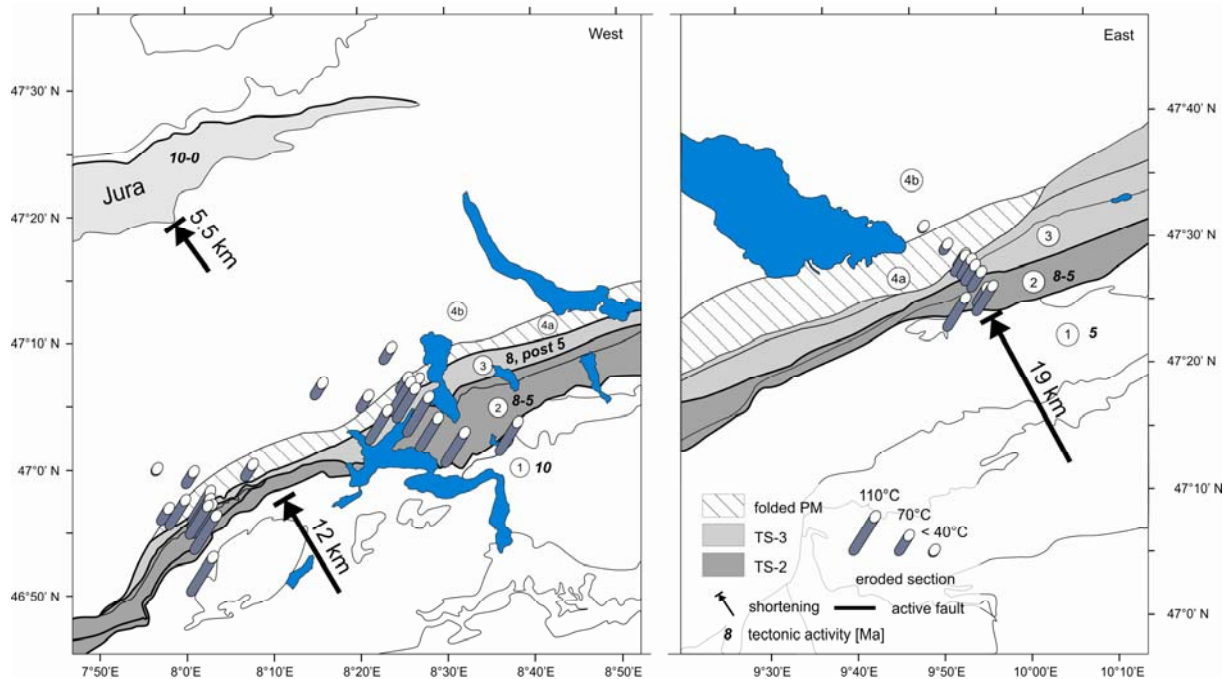 West
East
47°30' N
47°20' N
47°10' N
47°0' N
46°50' N
7°50' E
8°0' E
8°10' E
8°20' E
8°30' E
8°40' E
8°50' E
10-0
Jura
5.5 km
4b
4a
8, post 5
3
8-5
2
1 10
12 km
47°40' N
47°30' N
47°20' N
47°10' N
47°0' N
9°30' E
9°40' E
9°50' E
10°00' E
10°10' E
4b
4a
3
2 8-5
1 5
19 km
folded PM
TS-3
TS-2
110°C
70°C
< 40°C
eroded section
shortening
active fault
8 tectonic activity [Ma]